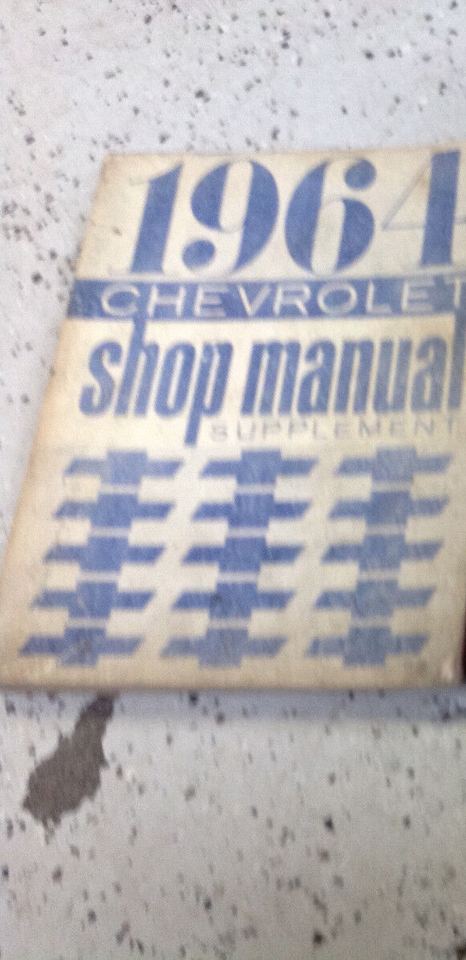 1964
CHEVROLET
shop manual
SUPPLEMENT